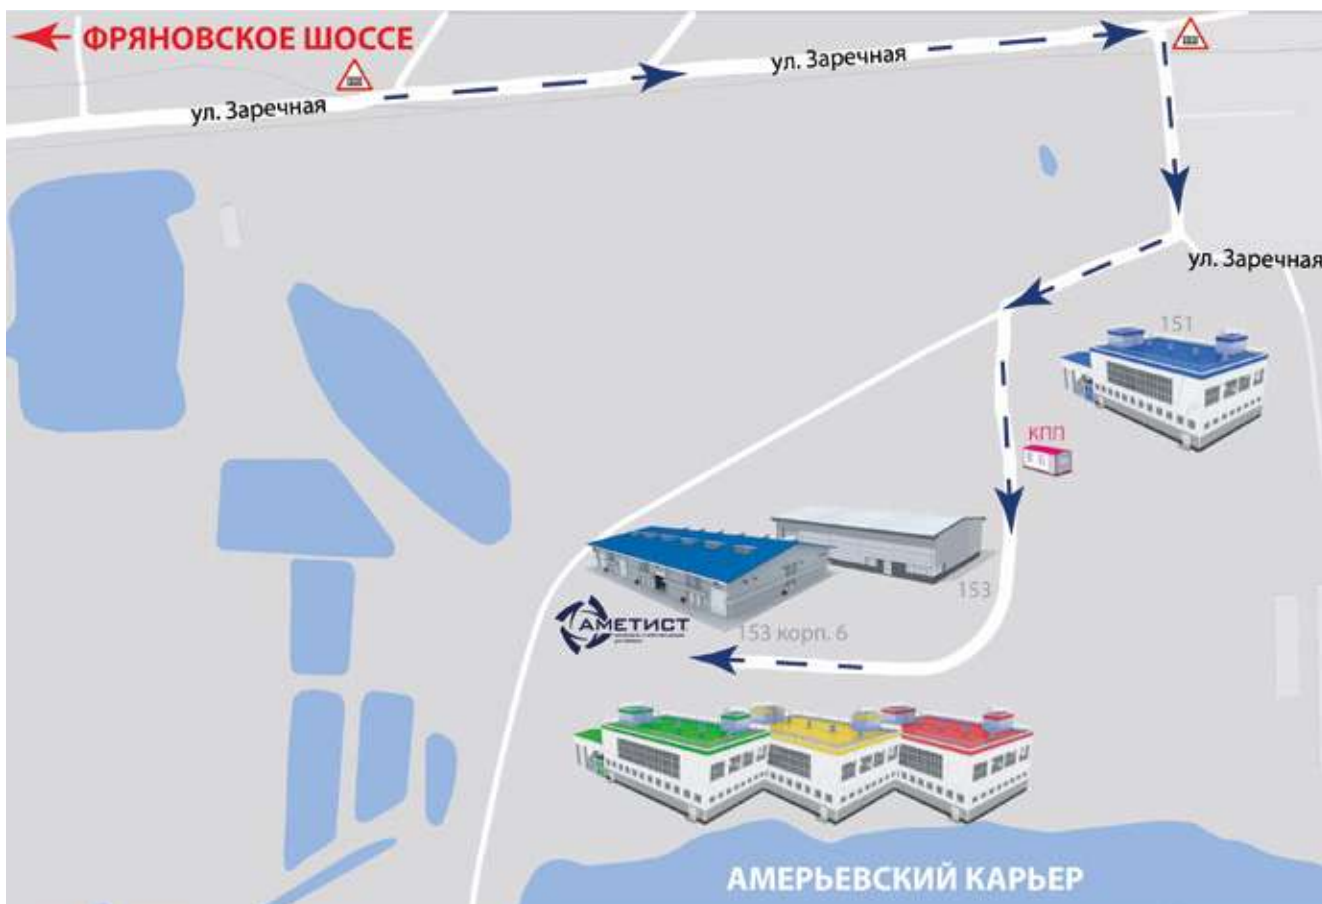 ФРЯНОВСКОЕ ШОССЕ
ул. Заречная
ул. Заречная
ул. Заречная
151
КПП
153
АМЕТИСТ
153 корп. 6
АМЕРЬЕВСКИЙ КАРЬЕР